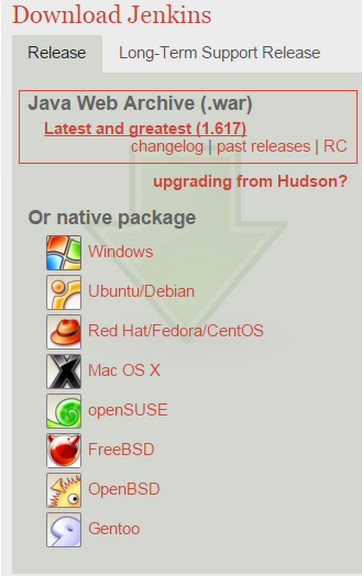 Download Jenkins
Release Long-Term Support Release
Java Web Archive (.war)
Latest and greatest (1.617)
changelog | past releases | RC
upgrading from Hudson?
Or native package
Windows
Ubuntu/Debian
Red Hat/Fedora/CentOS
Mac OS X
openSUSE
FreeBSD
OpenBSD
Gentoo